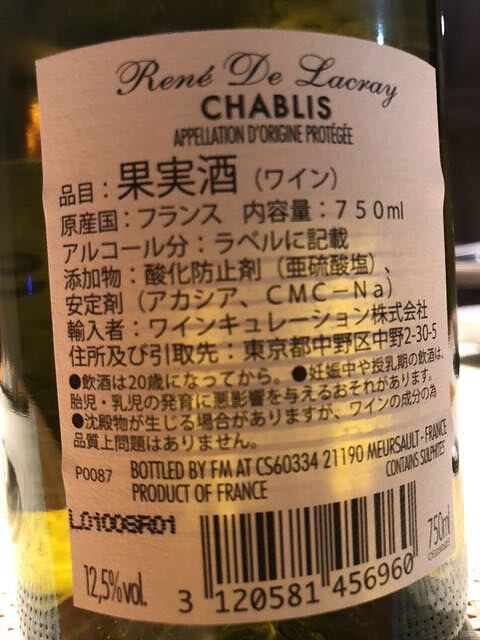 René De Lacray
CHABLIS
APPELLATION D'ORIGINE PROTÉGÉE
品目：果実酒（ワイン）
原産国：フランス 内容量：７５０ml
アルコール分：ラベルに記載
添加物：酸化防止剤（亜硫酸塩）、
安定剤（アカシア、ＣＭＣ－Ｎａ）
輸入者：ワインキュレーション株式会社
住所及び引取先：東京都中野区中野2-30-5
●飲酒は20歳になってから。●妊娠中や授乳期の飲酒は、
胎児・乳児の発育に悪影響を与えるおそれがあります。
●沈殿物が生じる場合がありますが、ワインの成分の為
品質上問題はありません。
P0087 BOTTLED BY FM AT CS60334 21190 MEURSAULT - FRANCE
PRODUCT OF FRANCE CONTAINS SULPHITES
L0100SR01
12,5%vol. 750ml
3 120581 456960